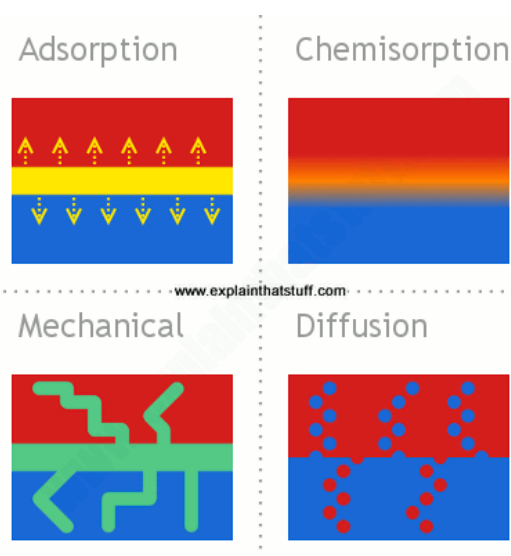 Adsorption
Chemisorption
www.explainthatstuff.com
Mechanical
Diffusion